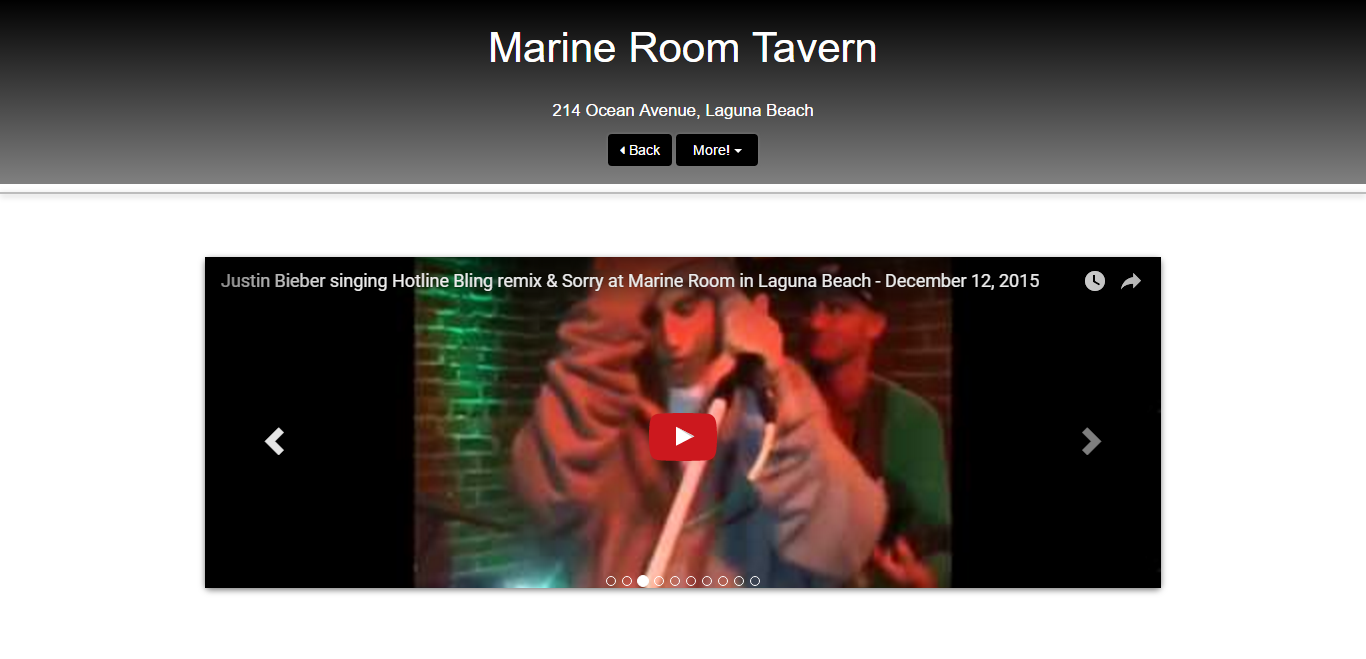 Marine Room Tavern
214 Ocean Avenue, Laguna Beach
Back
More!
Justin Bieber singing Hotline Bling remix & Sorry at Marine Room in Laguna Beach - December 12, 2015